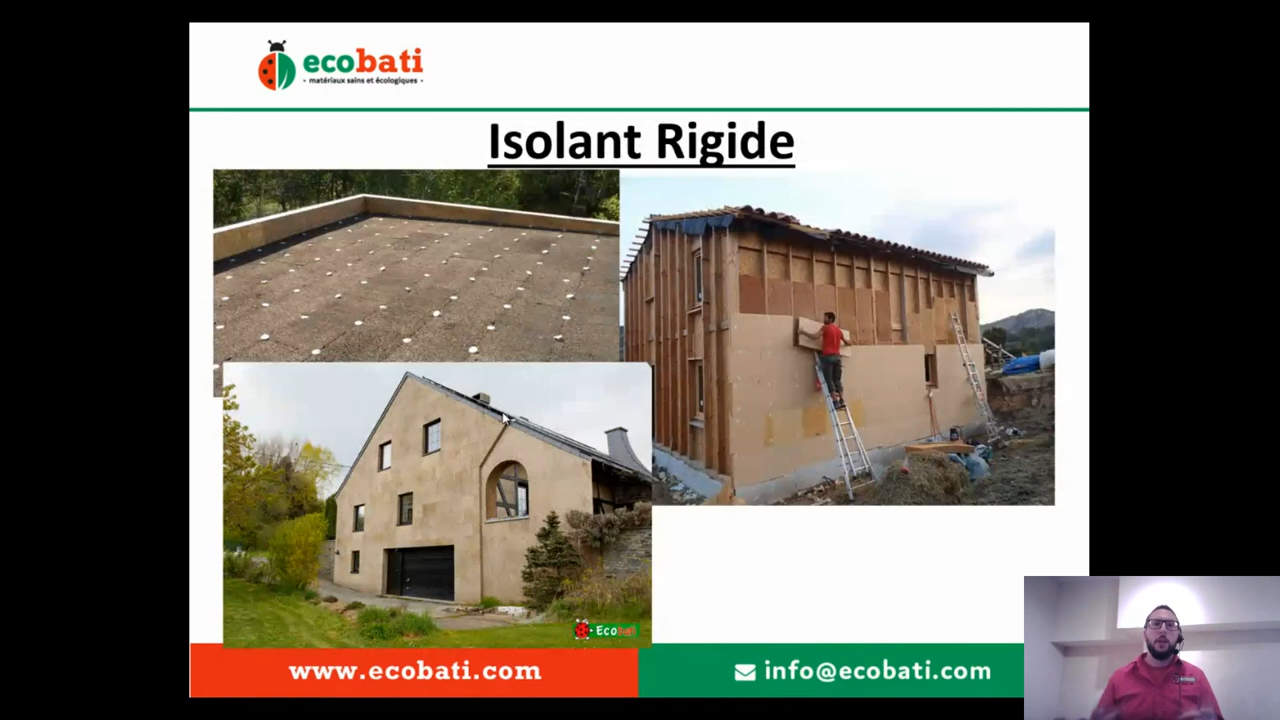 ecobati
• matériaux sains et écologiques •
Isolant Rigide
Ecobati
www.ecobati.com
info@ecobati.com